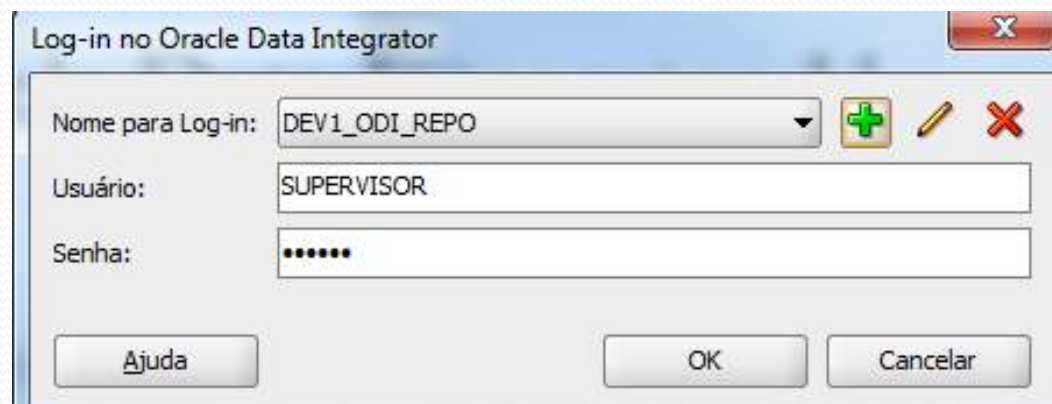 Log-in no Oracle Data Integrator
Nome para Log-in: DEV1_ODI_REPO
Usuário: SUPERVISOR
Senha: ••••••
Ajuda OK Cancelar